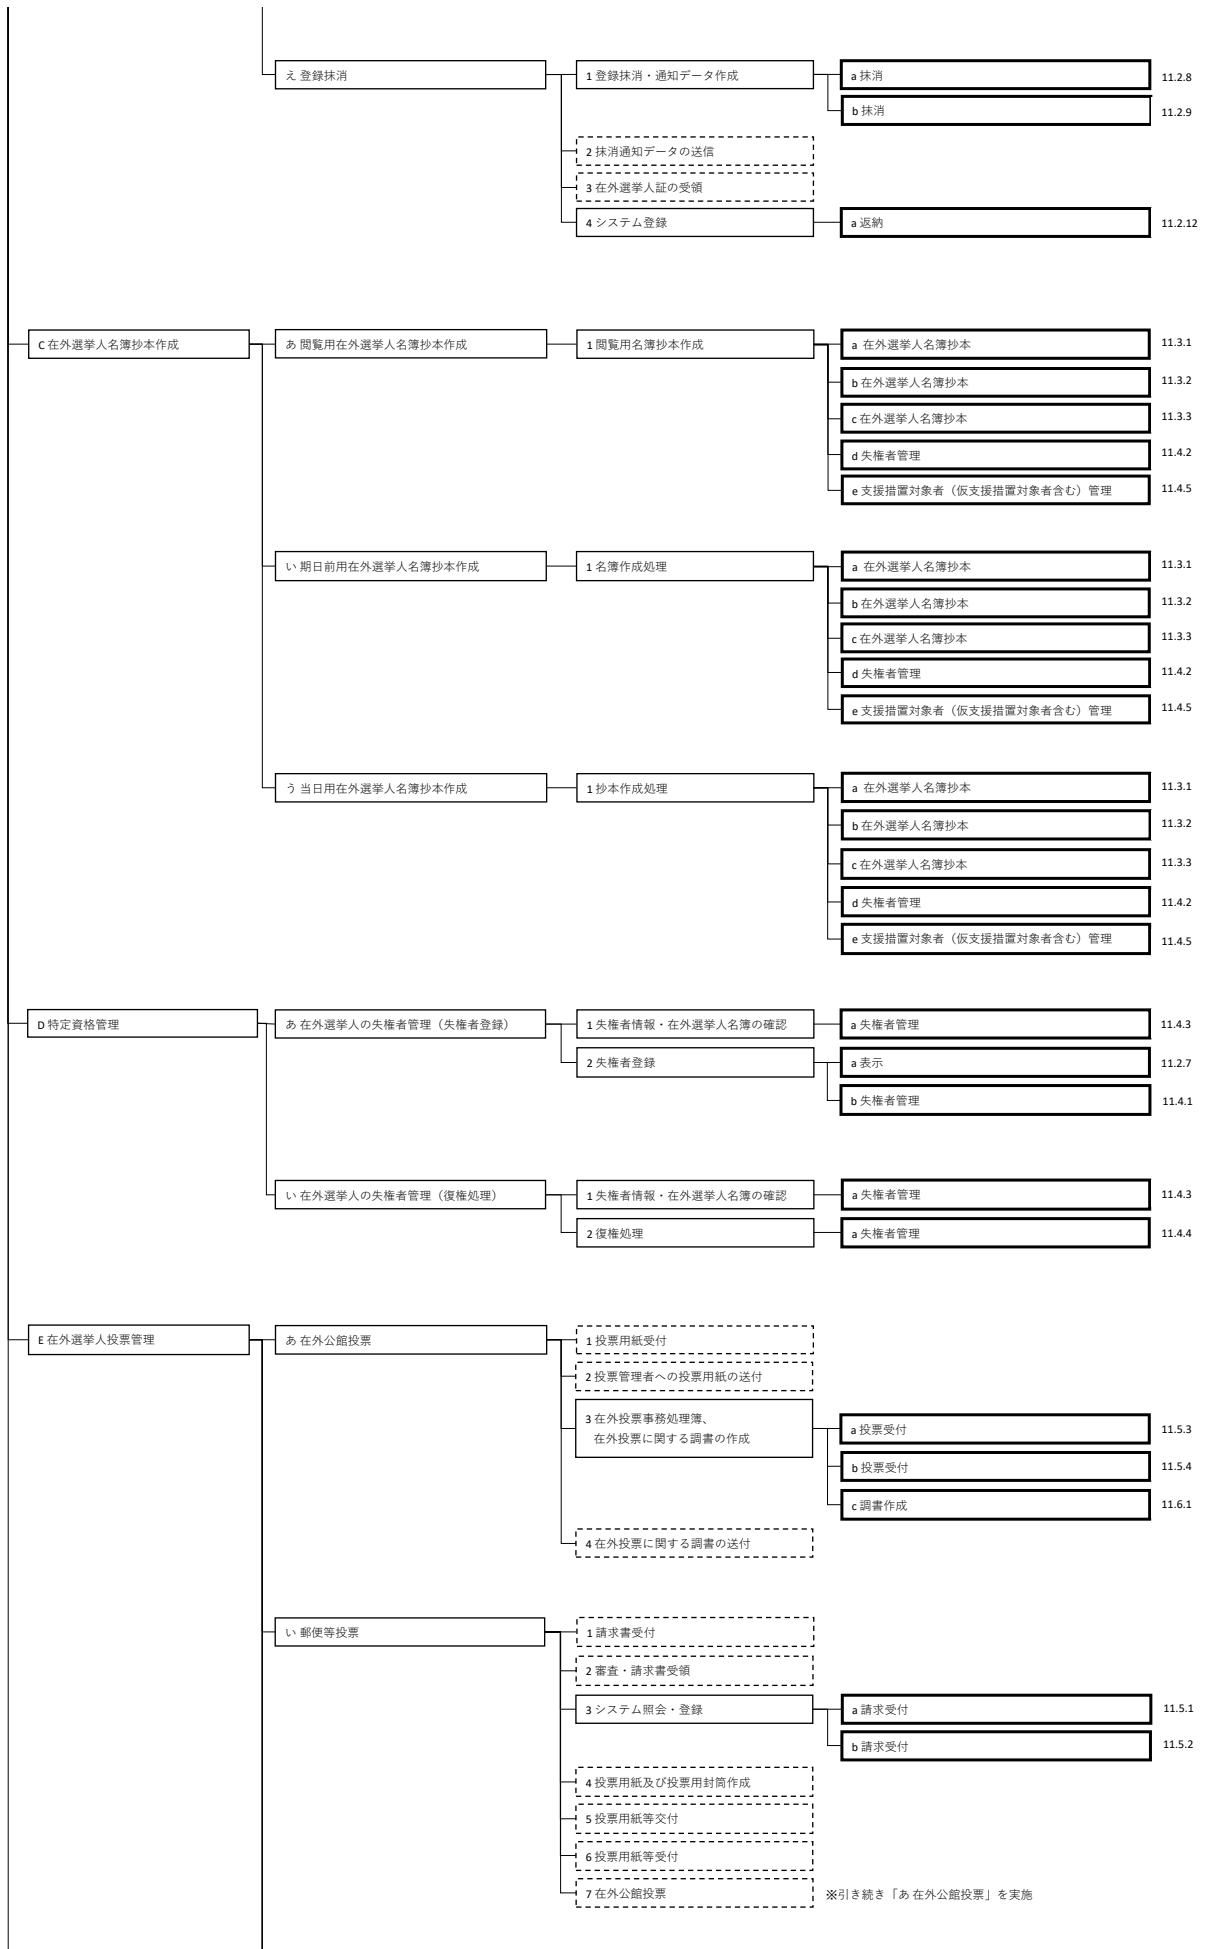 え 登録抹消
1 登録抹消・通知データ作成
a 抹消
11.2.8
b 抹消
11.2.9
2 抹消通知データの送信
3 在外選挙人証の受領
4 システム登録
a 返納
11.2.12
C 在外選挙人名簿抄本作成
あ 閲覧用在外選挙人名簿抄本作成
1 閲覧用名簿抄本作成
a 在外選挙人名簿抄本
11.3.1
b 在外選挙人名簿抄本
11.3.2
c 在外選挙人名簿抄本
11.3.3
d 失権者管理
11.4.2
e 支援措置対象者（仮支援措置対象者含む）管理
11.4.5
い 期日前用在外選挙人名簿抄本作成
1 名簿作成処理
a 在外選挙人名簿抄本
11.3.1
b 在外選挙人名簿抄本
11.3.2
c 在外選挙人名簿抄本
11.3.3
d 失権者管理
11.4.2
e 支援措置対象者（仮支援措置対象者含む）管理
11.4.5
う 当日用在外選挙人名簿抄本作成
1 抄本作成処理
a 在外選挙人名簿抄本
11.3.1
b 在外選挙人名簿抄本
11.3.2
c 在外選挙人名簿抄本
11.3.3
d 失権者管理
11.4.2
e 支援措置対象者（仮支援措置対象者含む）管理
11.4.5
D 特定資格管理
あ 在外選挙人の失権者管理（失権者登録）
1 失権者情報・在外選挙人名簿の確認
a 失権者管理
11.4.3
2 失権者登録
a 表示
11.2.7
b 失権者管理
11.4.1
い 在外選挙人の失権者管理（復権処理）
1 失権者情報・在外選挙人名簿の確認
a 失権者管理
11.4.3
2 復権処理
a 失権者管理
11.4.4
E 在外選挙人投票管理
あ 在外公館投票
1 投票用紙受付
2 投票管理者への投票用紙の送付
3 在外投票事務処理簿、
在外投票に関する調書の作成
a 投票受付
11.5.3
b 投票受付
11.5.4
c 調書作成
11.6.1
4 在外投票に関する調書の送付
い 郵便等投票
1 請求書受付
2 審査・請求書受領
3 システム照会・登録
a 請求受付
11.5.1
b 請求受付
11.5.2
4 投票用紙及び投票用封筒作成
5 投票用紙等交付
6 投票用紙等受付
7 在外公館投票
※引き続き「あ 在外公館投票」を実施